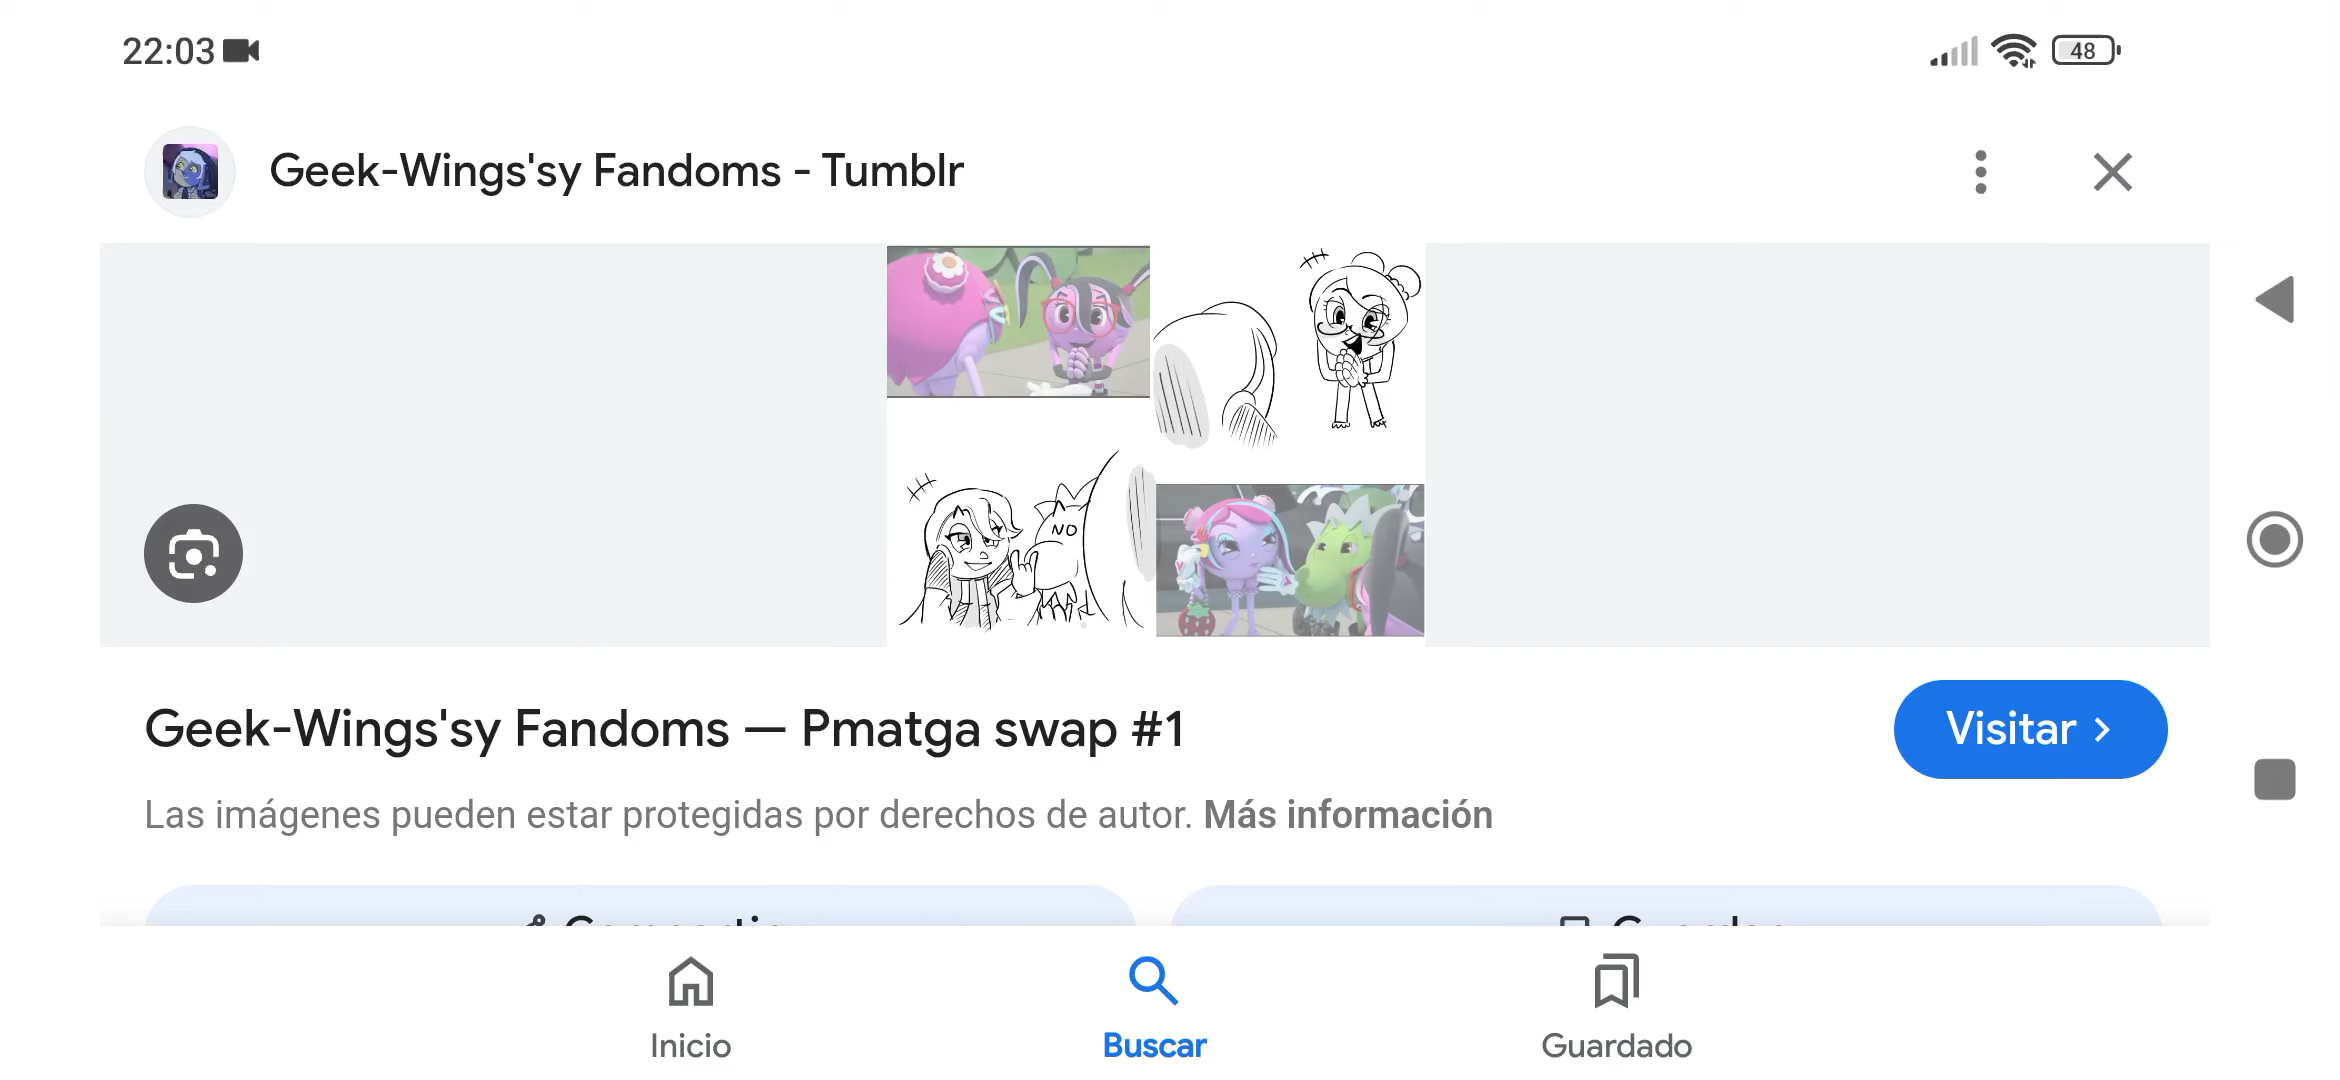 22:03
48
Geek-Wings'sy Fandoms - Tumblr
NO
Geek-Wings'sy Fandoms — Pmatga swap #1
Visitar
Las imágenes pueden estar protegidas por derechos de autor. Más información
Inicio
Buscar
Guardado